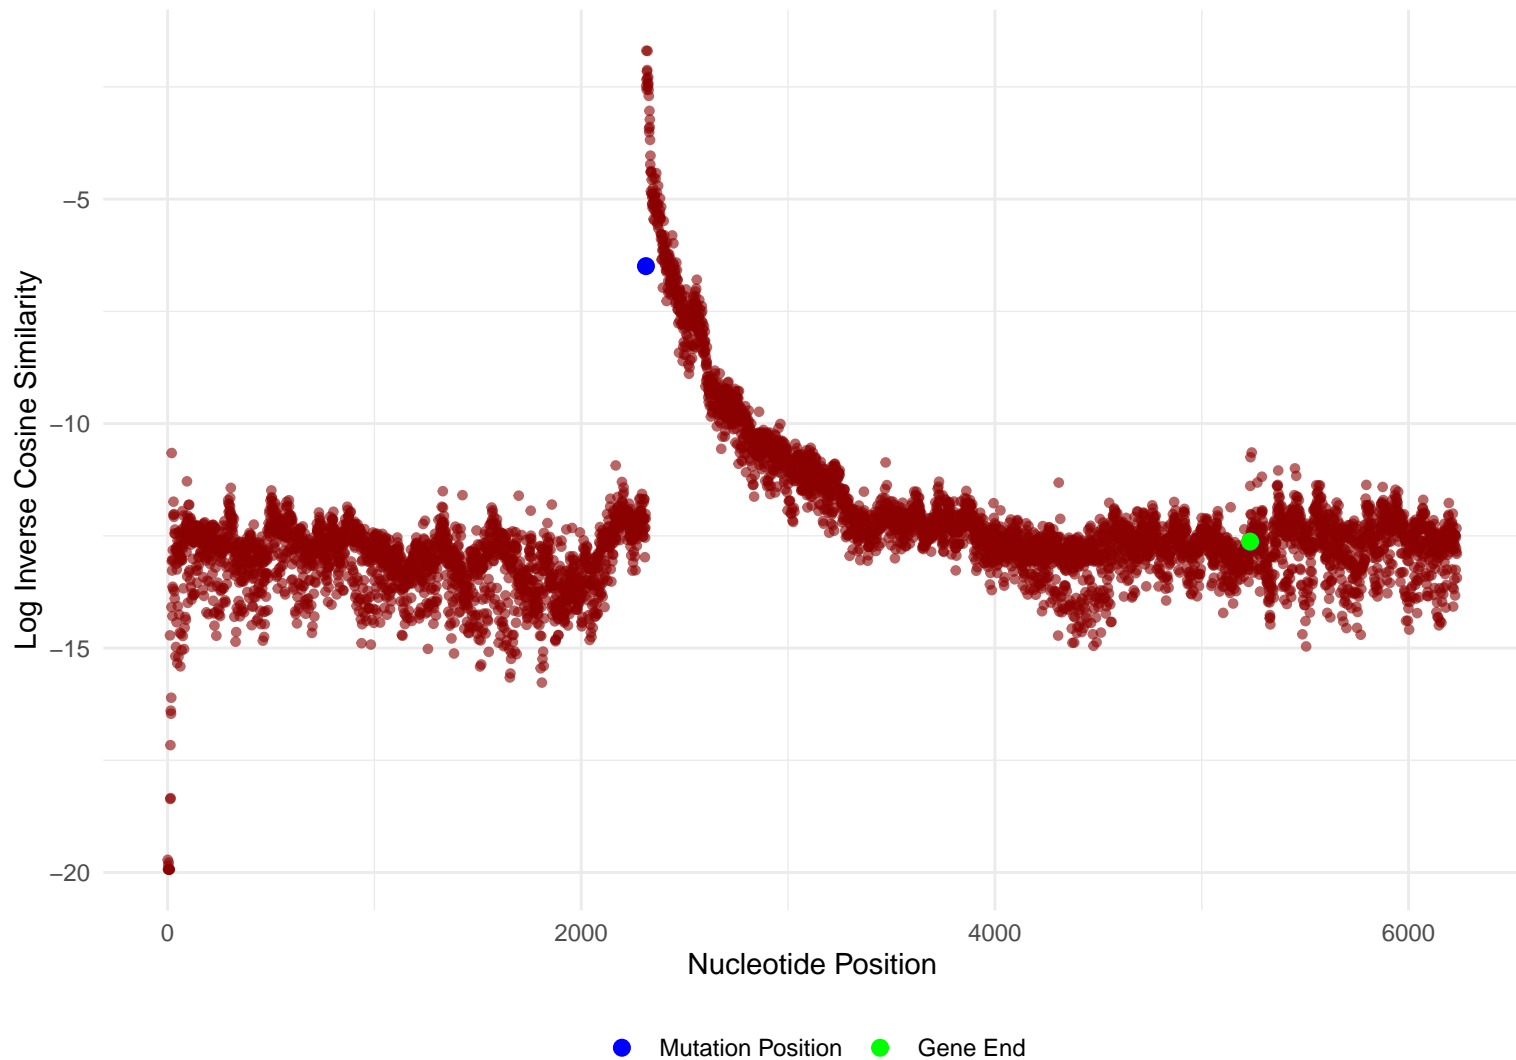 Log Inverse Cosine Similarity
−5
−10
−15
−20
0 2000 4000 6000
Nucleotide Position
Mutation Position Gene End